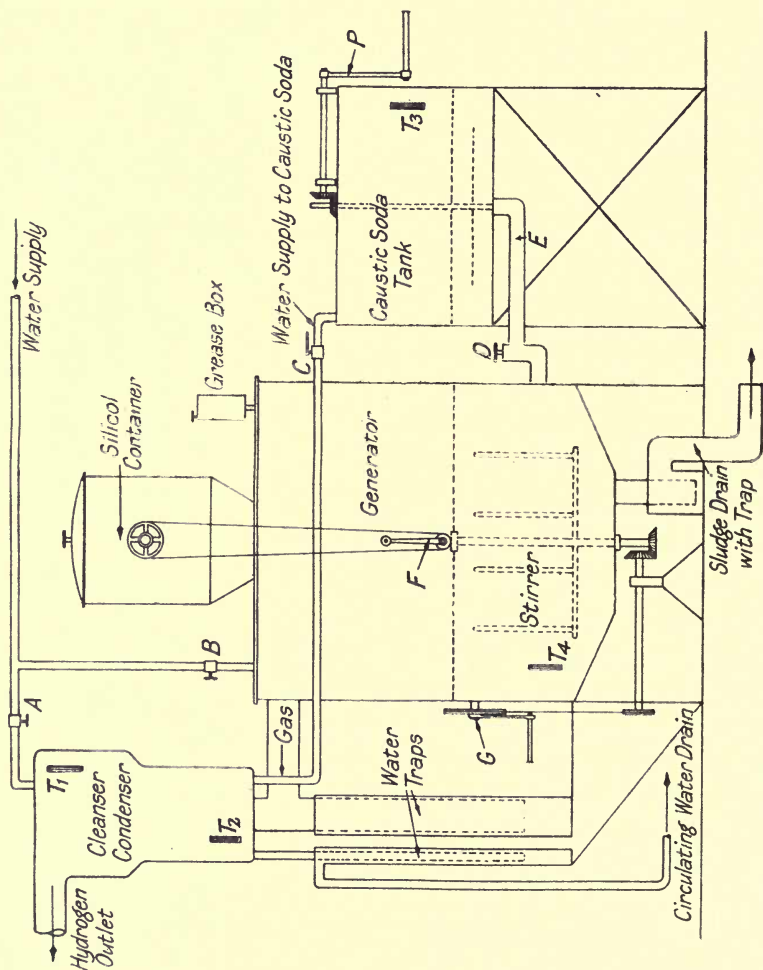 Water Supply
Silicol
Container
Grease Box
Water Supply to Caustic Soda
P
A
B
C
T1
Cleanser
Condenser
T2
Hydrogen
Outlet
Gas
Generator
F
Caustic Soda
Tank
T3
D
E
Water
Traps
G
Stirrer
T4
Circulating Water Drain
Sludge Drain
with Trap